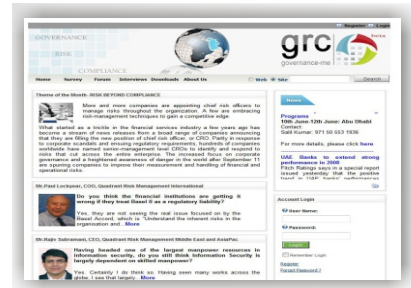 Register Login
GOVERNANCE
RISK
COMPLIANCE
grc
beta
governance-me
Home Survey Forum Interviews Downloads About Us
Web Site
Search
Theme of the Month- RISK BEYOND COMPLIANCE
More and more companies are appointing chief risk officers to
manage risks throughout the organization. A few are embracing
risk-management techniques to gain a competitive edge.
What started as a trickle in the financial services industry a few years ago has
become a stream of news releases from a broad range of companies announcing
that they are filling the new position of chief risk officer, or CRO. Partly in response
to corporate scandals and ensuing regulatory requirements, hundreds of companies
worldwide have named senior-level management CROs to identify and respond to
risks that cut across the entire enterprise. The increased focus on corporate
governance and a heightened awareness of danger in the world after September 11
are spurring companies to improve their measurement and handling of financial and
operational risks.
Mr.Paul Lockpear, COO, Quadrant Risk Management International
Do you think the financial institutions are getting it
wrong if they treat Basel II as a regulatory liability?
Yes, they are not seeing the real issue focused on by the
Basel Accord, which is "Understand the inherent risks in the
organisation and...More
Mr.Rajiv Subramani, CEO, Quadrant Risk Management Middle East and AsiaPac.
Having headed one of the largest manpower resources in
information security, do you still think Information Security is
largely dependent on skilled manpower?
Yes. Certainly I do think so. Having seen many works across the
globe, I see that largely...More
News
Programs
10th June-12th June: Abu Dhabi
Contact:
Salil Kumar: 971 50 553 1936
For more details, please click here
UAE Banks to extend strong
performance in 2008
Fitch Ratings says in a special report
issued yesterday that the positive
trend in UAE banks' performances
Account Login
User Name:
Password:
Login
Remember Login
Register
Forgot Password ?